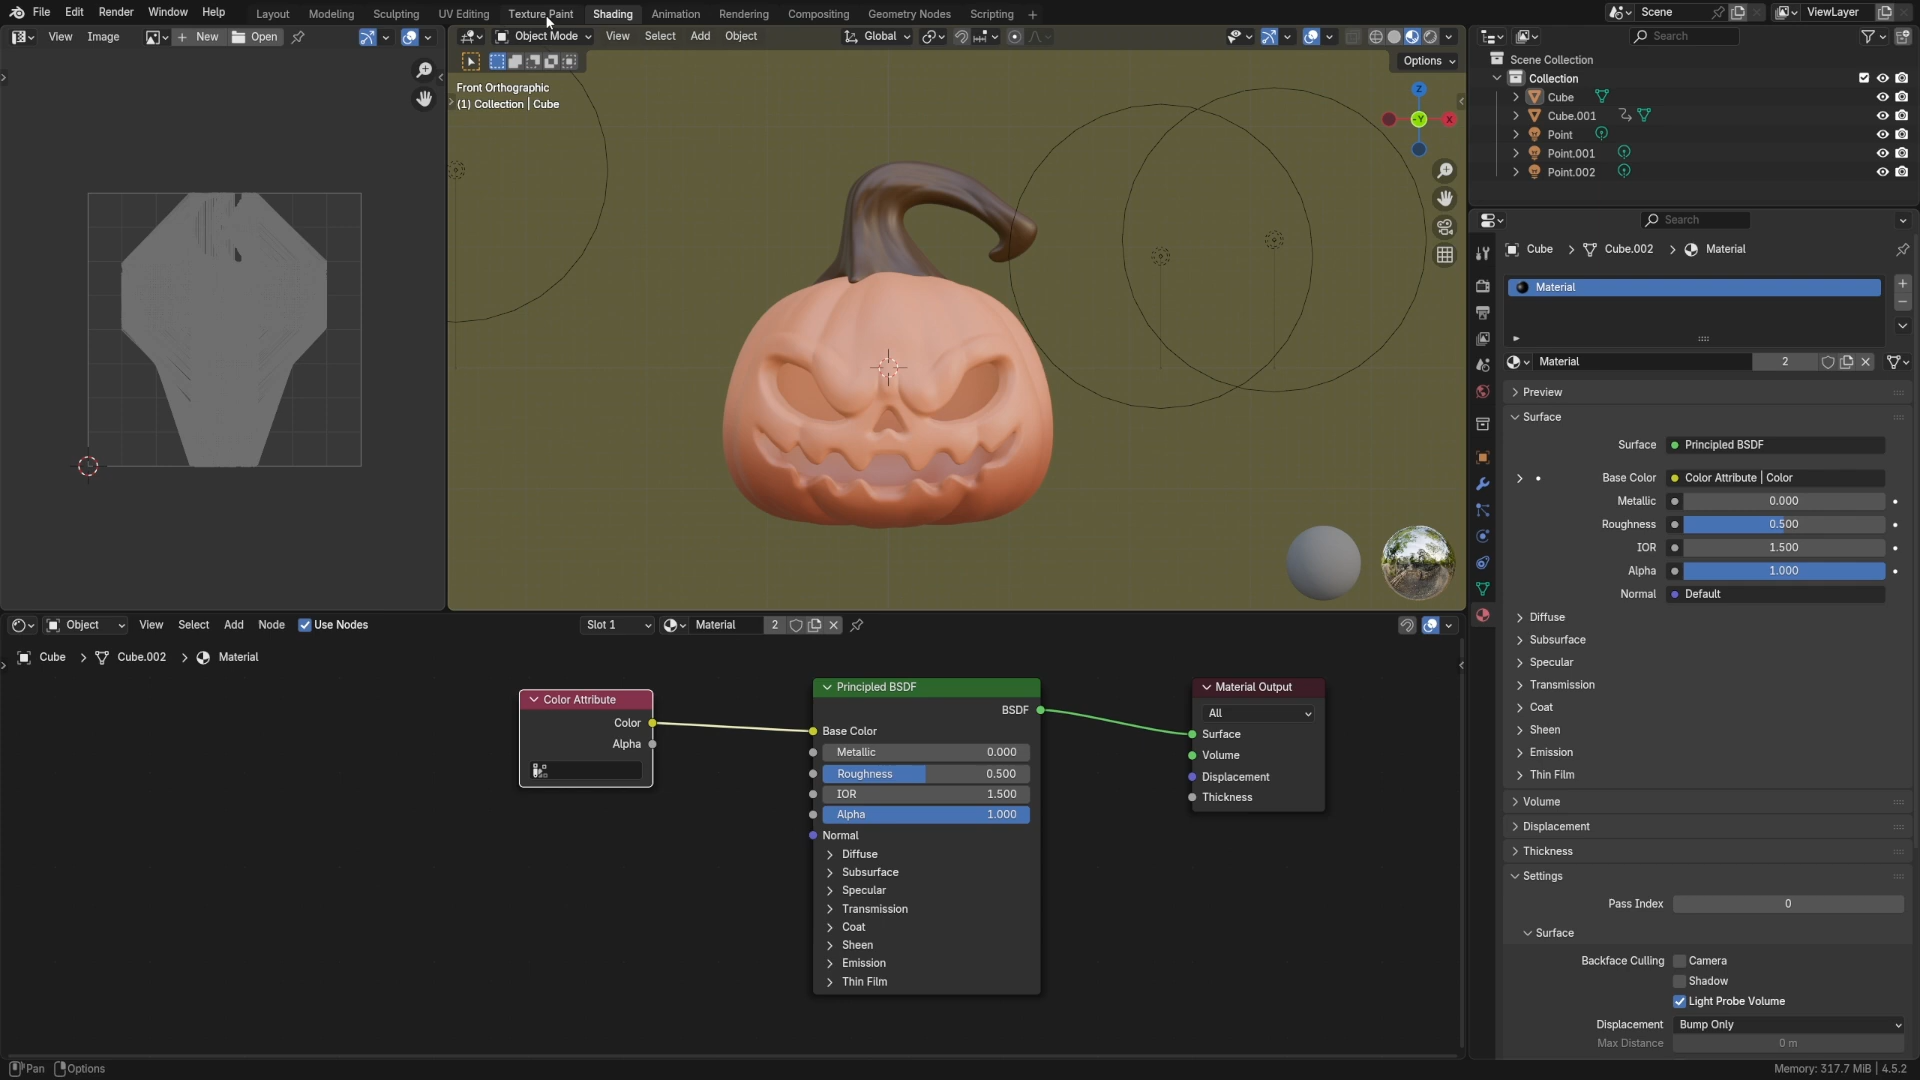 File Edit Render Window Help Layout Modeling Sculpting UV Editing Texture Paint Shading Animation Rendering Compositing Geometry Nodes Scripting + Scene ViewLayer
View Image New Open Object Mode View Select Add Object Global Search
Options
Front Orthographic
(1) Collection | Cube
Z
-Y
X
Scene Collection
Collection
Cube
Cube.001
Point
Point.001
Point.002
Search
Cube > Cube.002 > Material
Material
Material 2
Preview
Surface
Surface Principled BSDF
Base Color Color Attribute | Color
Metallic 0.000
Roughness 0.500
IOR 1.500
Alpha 1.000
Normal Default
Diffuse
Subsurface
Specular
Transmission
Coat
Sheen
Emission
Thin Film
Volume
Displacement
Thickness
Settings
Pass Index 0
Surface
Backface Culling Camera
Shadow
Light Probe Volume
Displacement Bump Only
Max Distance 0 m
Object View Select Add Node Use Nodes Slot 1 Material 2
Cube > Cube.002 > Material
Color Attribute
Color
Alpha
Principled BSDF
BSDF
Base Color
Metallic 0.000
Roughness 0.500
IOR 1.500
Alpha 1.000
Normal
Diffuse
Subsurface
Specular
Transmission
Coat
Sheen
Emission
Thin Film
Material Output
All
Surface
Volume
Displacement
Thickness
Pan Options Memory: 317.7 MiB | 4.5.2